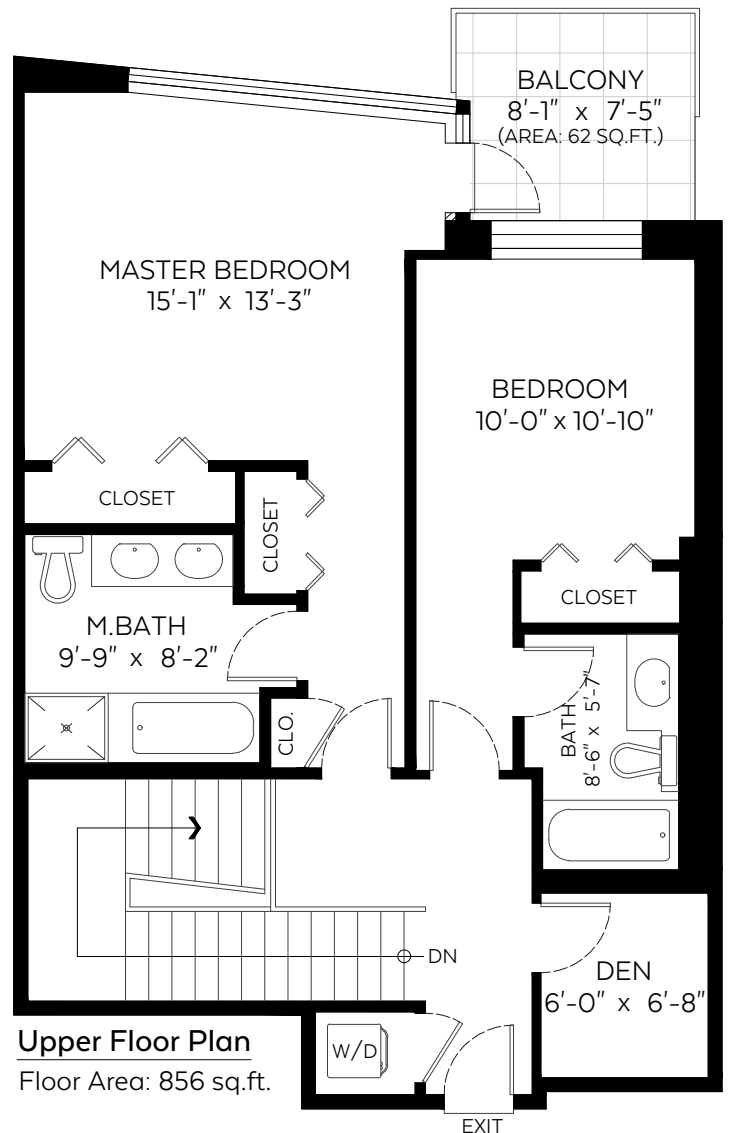 BALCONY
8'-1" x 7'-5"
(AREA: 62 SQ.FT.)
MASTER BEDROOM
15'-1" x 13'-3"
BEDROOM
10'-0" x 10'-10"
CLOSET
CLOSET
CLOSET
M.BATH
9'-9" x 8'-2"
BATH
8'-6" x 5'-7"
CLO.
DN
DEN
6'-0" x 6'-8"
Upper Floor Plan
Floor Area: 856 sq.ft.
W/D
EXIT